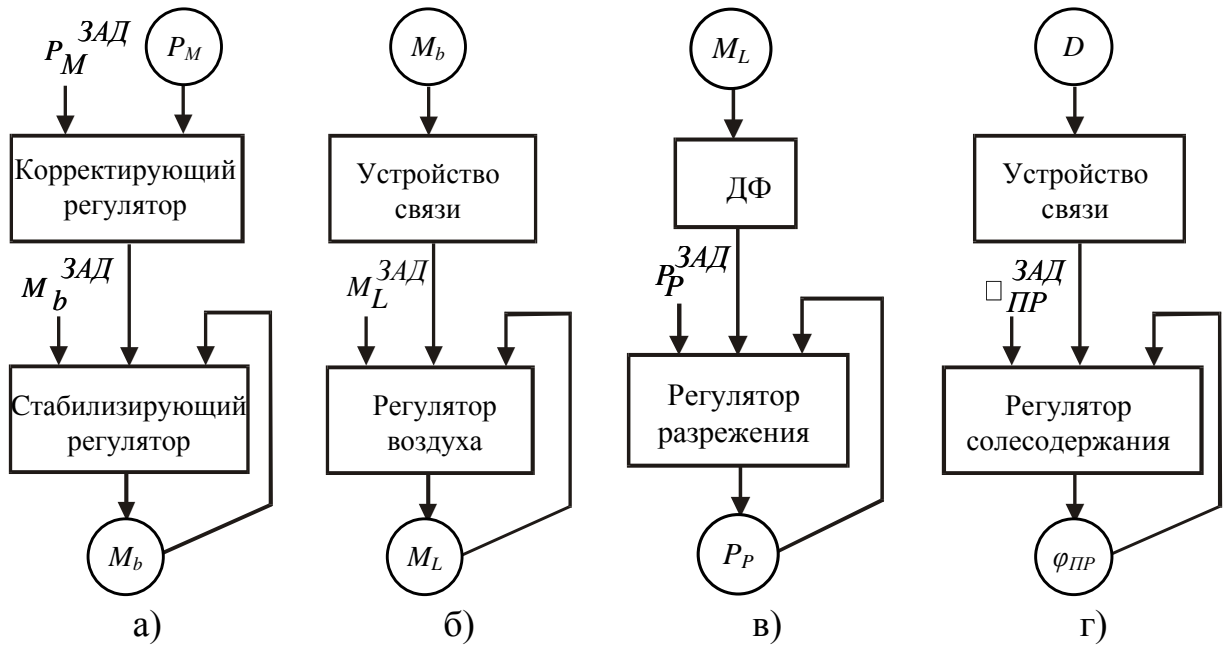 P_M^ЗАД
P_M
Корректирующий
регулятор
M_b^ЗАД
Стабилизирующий
регулятор
M_b
а)
M_b
Устройство
связи
M_L^ЗАД
Регулятор
воздуха
M_L
б)
M_L
ДФ
P_P^ЗАД
Регулятор
разрежения
P_P
в)
D
Устройство
связи
□_ПР^ЗАД
Регулятор
солесодержания
φ_ПР
г)